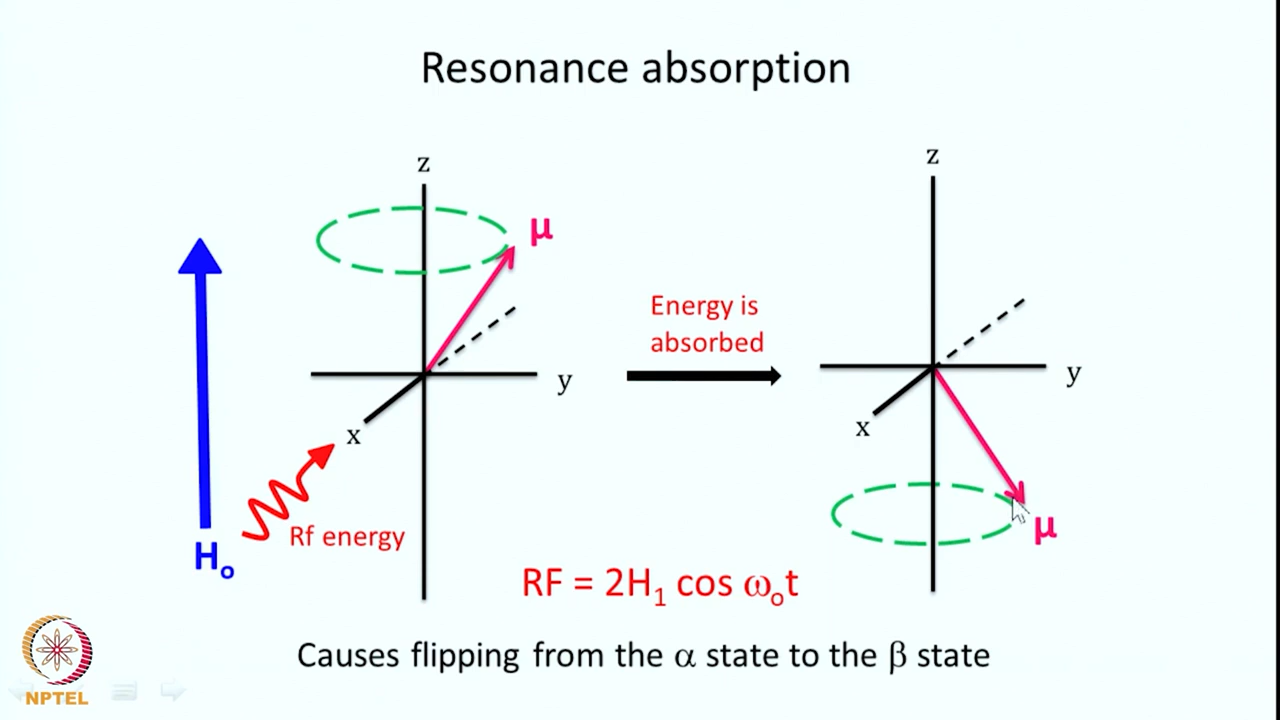 Resonance absorption
z
μ
y
x
Hₒ
Rf energy
Energy is
absorbed
z
y
x
μ
RF = 2H₁ cos ωₒt
Causes flipping from the α state to the β state
NPTEL